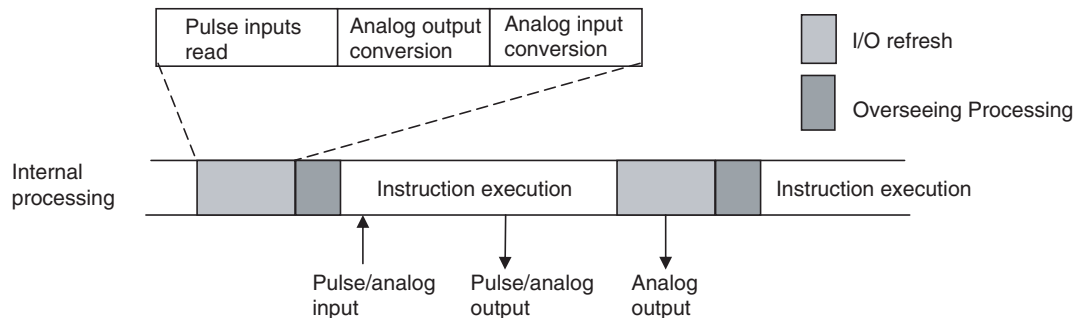 Pulse inputs
read
Analog output
conversion
Analog input
conversion
I/O refresh
Overseeing Processing
Internal
processing
Instruction execution
Instruction execution
Pulse/analog
input
Pulse/analog
output
Analog
output